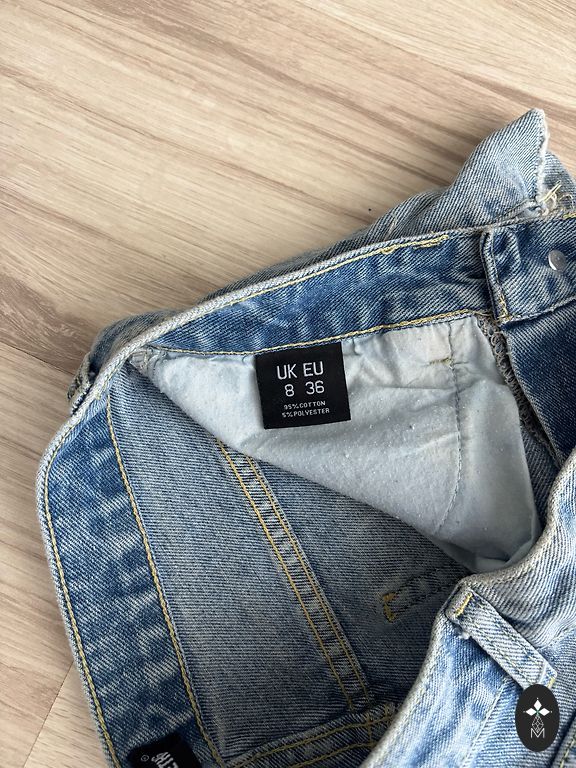 UK EU
8 36
95% COTTON
5% POLYESTER